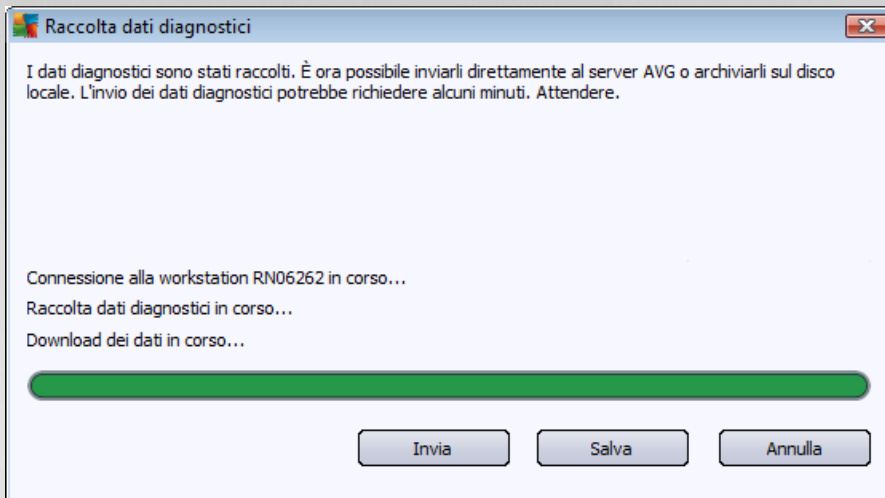 Raccolta dati diagnostici
I dati diagnostici sono stati raccolti. È ora possibile inviarli direttamente al server AVG o archiviarli sul disco
locale. L'invio dei dati diagnostici potrebbe richiedere alcuni minuti. Attendere.
Connessione alla workstation RN06262 in corso...
Raccolta dati diagnostici in corso...
Download dei dati in corso...
Invia
Salva
Annulla